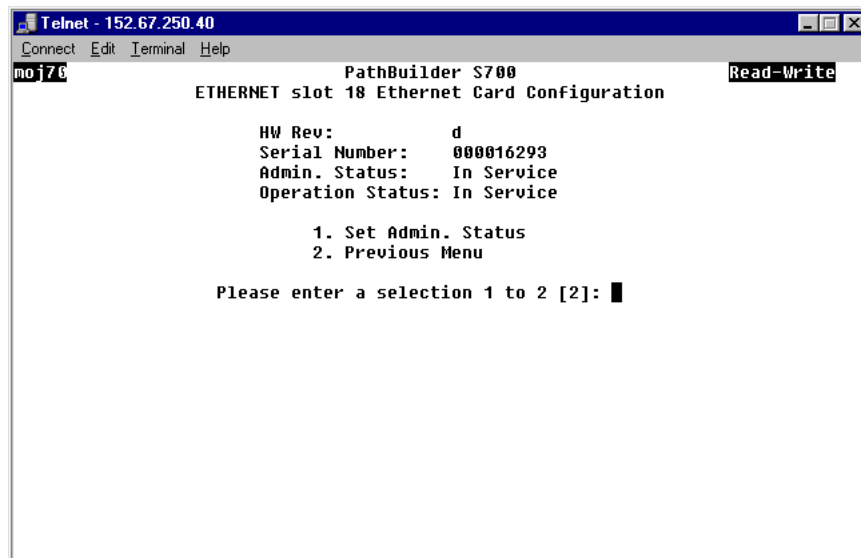 Telnet - 152.67.250.40
Connect Edit Terminal Help
moj70 PathBuilder S700 Read-Write
ETHERNET slot 18 Ethernet Card Configuration
HW Rev: d
Serial Number: 000016293
Admin. Status: In Service
Operation Status: In Service
1. Set Admin. Status
2. Previous Menu
Please enter a selection 1 to 2 [2]: